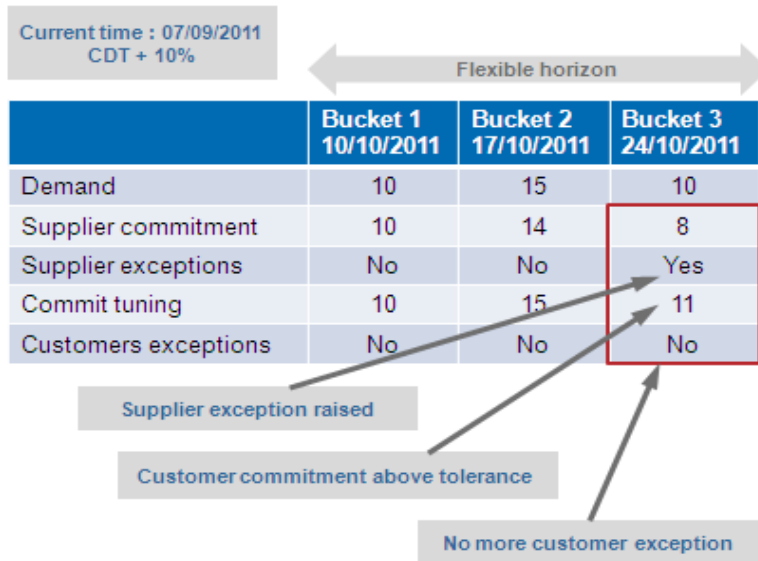 Current time : 07/09/2011
CDT + 10%
Flexible horizon
Bucket 1 Bucket 2 Bucket 3
10/10/2011 17/10/2011 24/10/2011
Demand 10 15 10
Supplier commitment 10 14 8
Supplier exceptions No No Yes
Commit tuning 10 15 11
Customers exceptions No No No
Supplier exception raised
Customer commitment above tolerance
No more customer exception